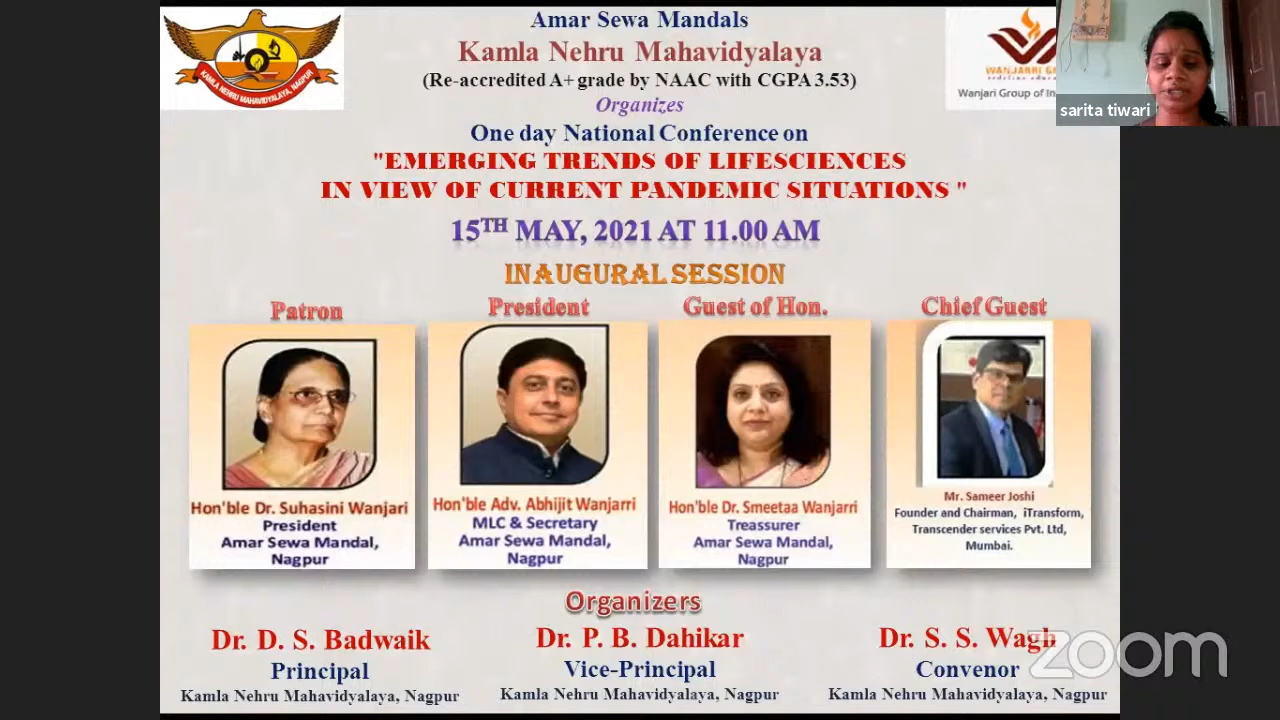 Amar Sewa Mandals
Kamla Nehru Mahavidyalaya
(Re-accredited A+ grade by NAAC with CGPA 3.53)
Organizes
One day National Conference on
"EMERGING TRENDS OF LIFESCIENCES
IN VIEW OF CURRENT PANDEMIC SITUATIONS "
15TH MAY, 2021 AT 11.00 AM
INAUGURAL SESSION
KAMLA NEHRU MAHAVIDYALAYA, NAGPUR
Wanjari Group of
sarita tiwari
Patron
Hon'ble Dr. Suhasini Wanjari
President
Amar Sewa Mandal,
Nagpur
President
Hon'ble Adv. Abhijit Wanjarri
MLC & Secretary
Amar Sewa Mandal,
Nagpur
Guest of Hon.
Hon'ble Dr. Smeetaa Wanjarri
Treassurer
Amar Sewa Mandal,
Nagpur
Chief Guest
Mr. Sameer Joshi
Founder and Chairman, iTransform,
Transcender services Pvt. Ltd,
Mumbai.
Organizers
Dr. D. S. Badwaik
Principal
Kamla Nehru Mahavidyalaya, Nagpur
Dr. P. B. Dahikar
Vice-Principal
Kamla Nehru Mahavidyalaya, Nagpur
Dr. S. S. Wagh
Convenor
Kamla Nehru Mahavidyalaya, Nagpur
zoom